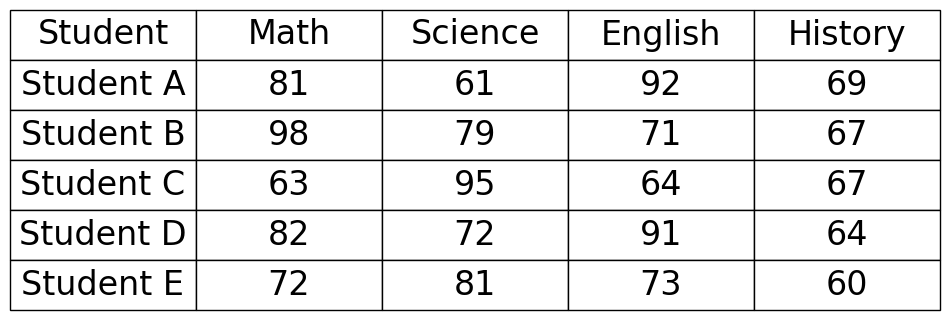 Student Math Science English History
Student A 81 61 92 69
Student B 98 79 71 67
Student C 63 95 64 67
Student D 82 72 91 64
Student E 72 81 73 60